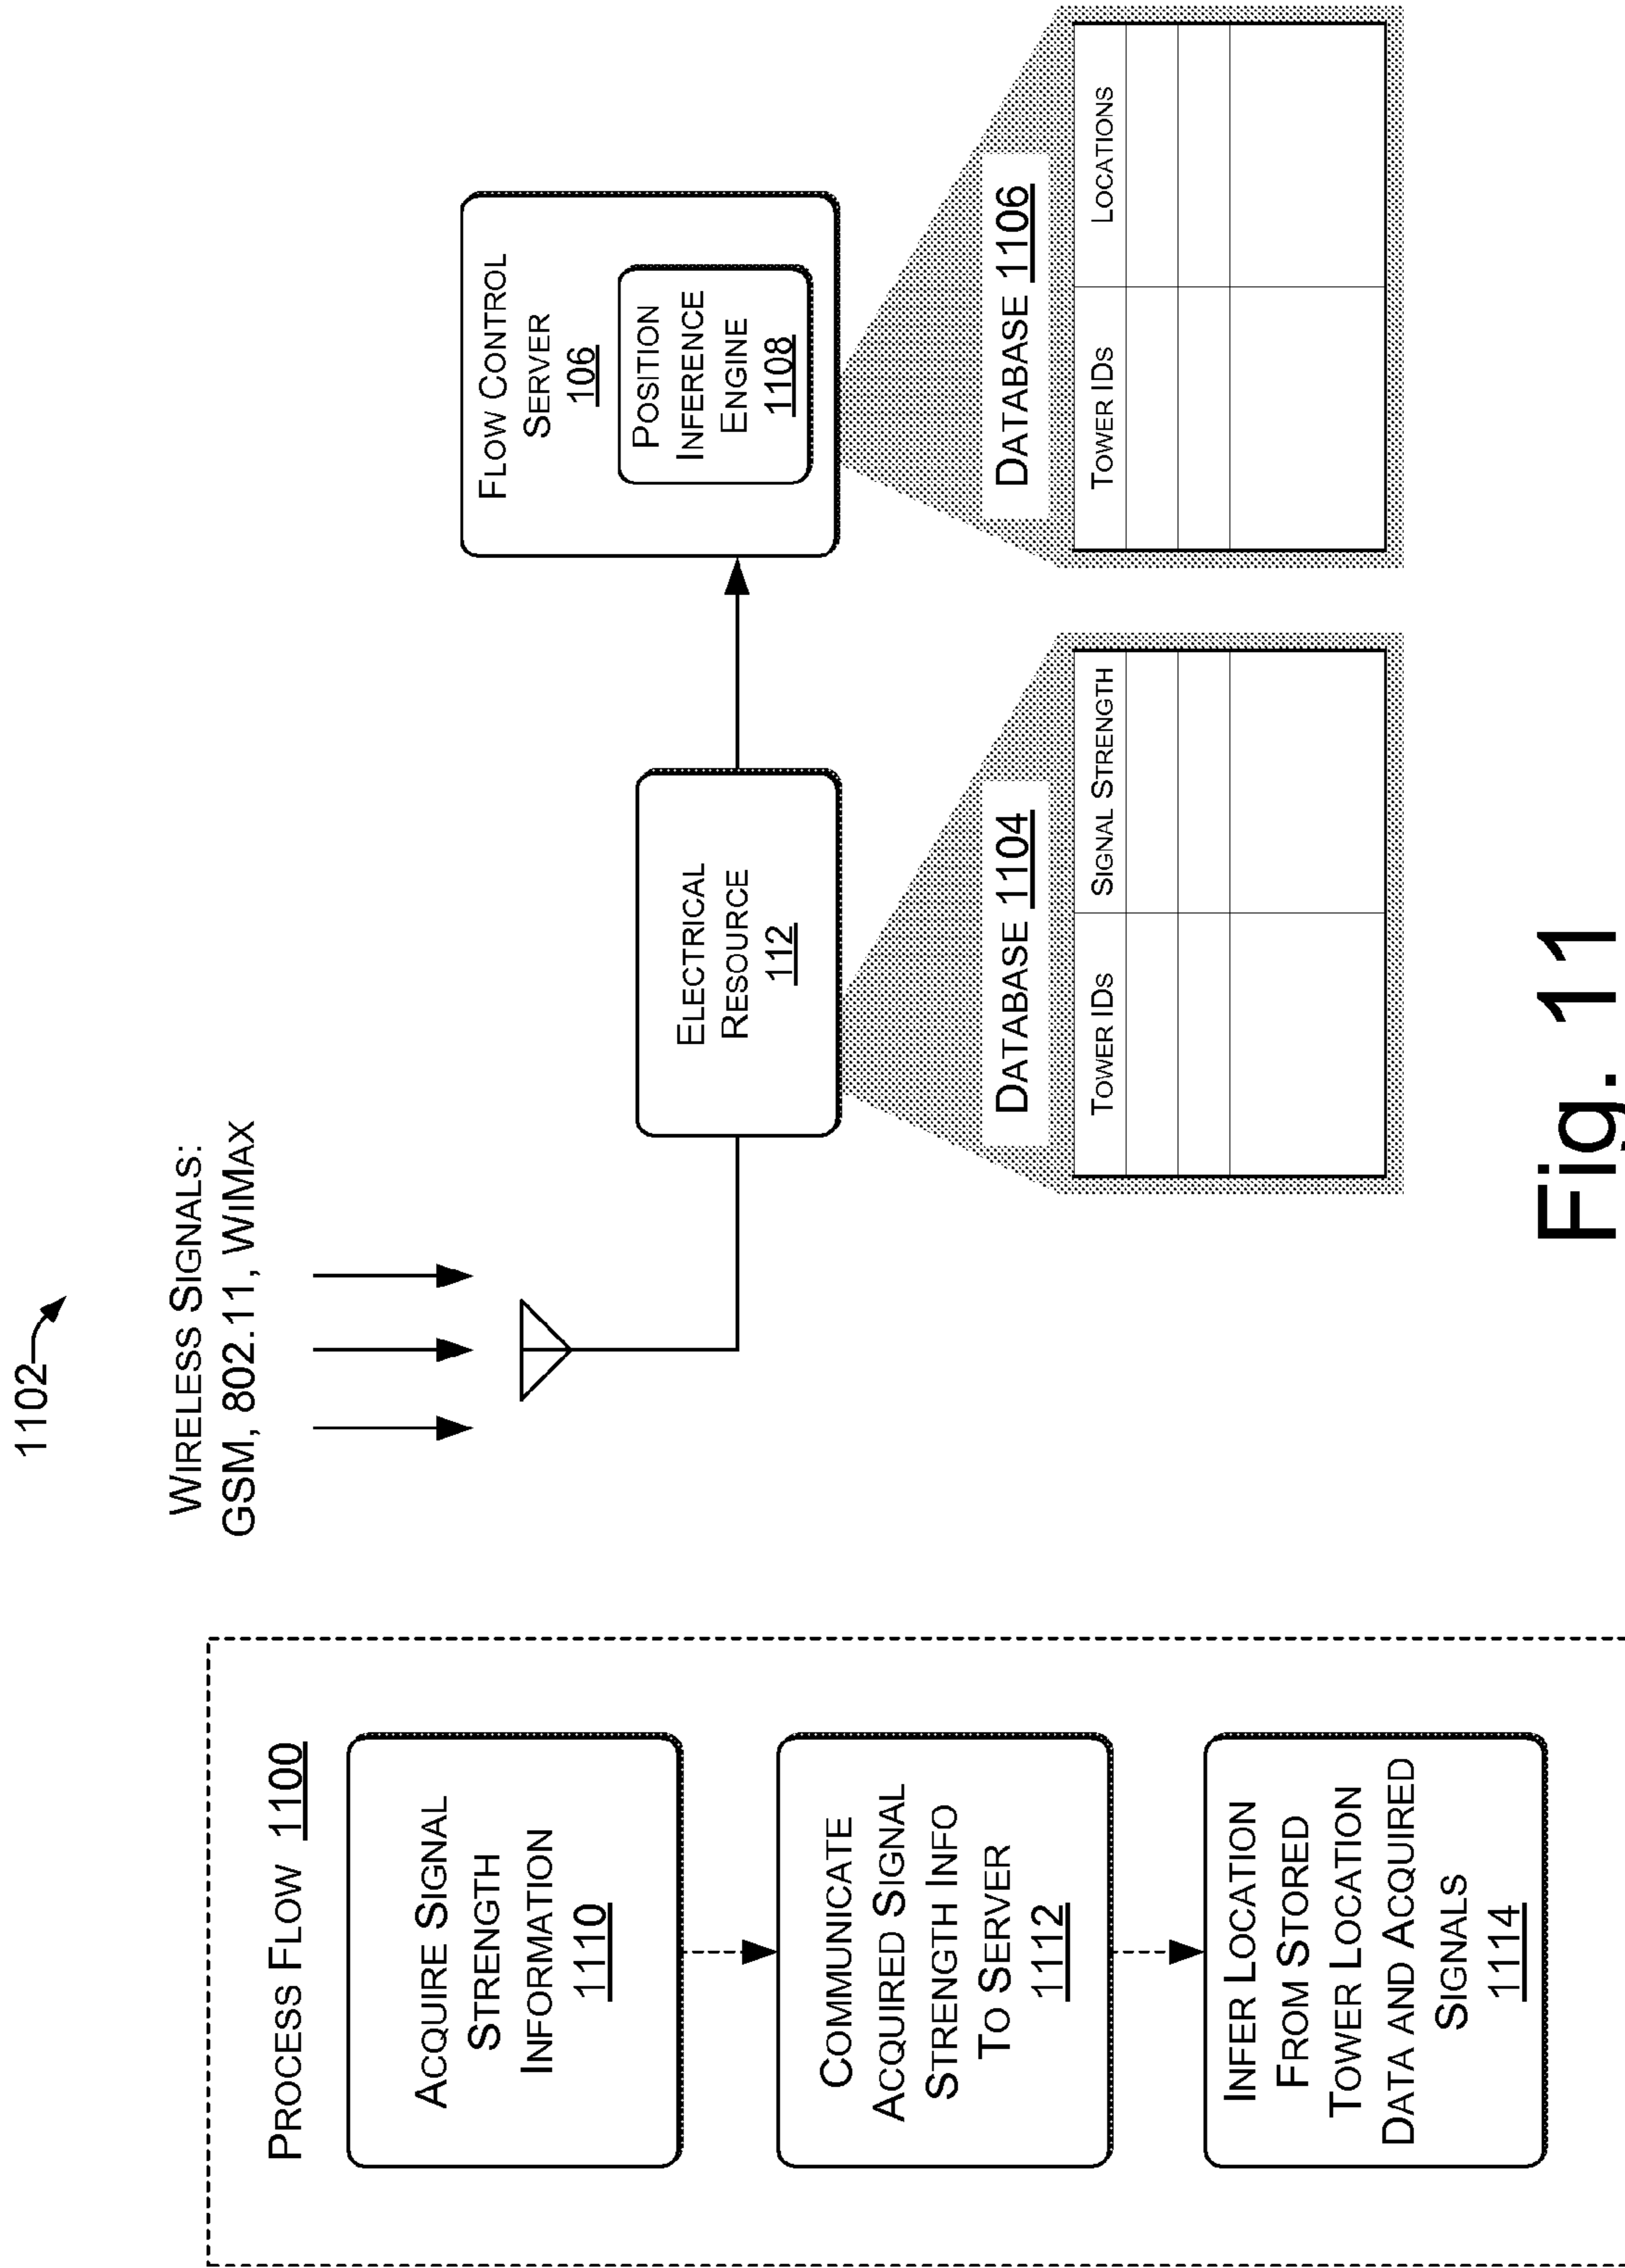 1102
PROCESS FLOW 1100
ACQUIRE SIGNAL
STRENGTH
INFORMATION
1110
COMMUNICATE
ACQUIRED SIGNAL
STRENGTH INFO
TO SERVER
1112
INFER LOCATION
FROM STORED
TOWER LOCATION
DATA AND ACQUIRED
SIGNALS
1114
WIRELESS SIGNALS:
GSM, 802.11, WIMAX
ELECTRICAL
RESOURCE
112
FLOW CONTROL
SERVER
106
POSITION
INFERENCE
ENGINE
1108
DATABASE 1104
TOWER IDS SIGNAL STRENGTH
DATABASE 1106
TOWER IDS LOCATIONS
Fig. 11